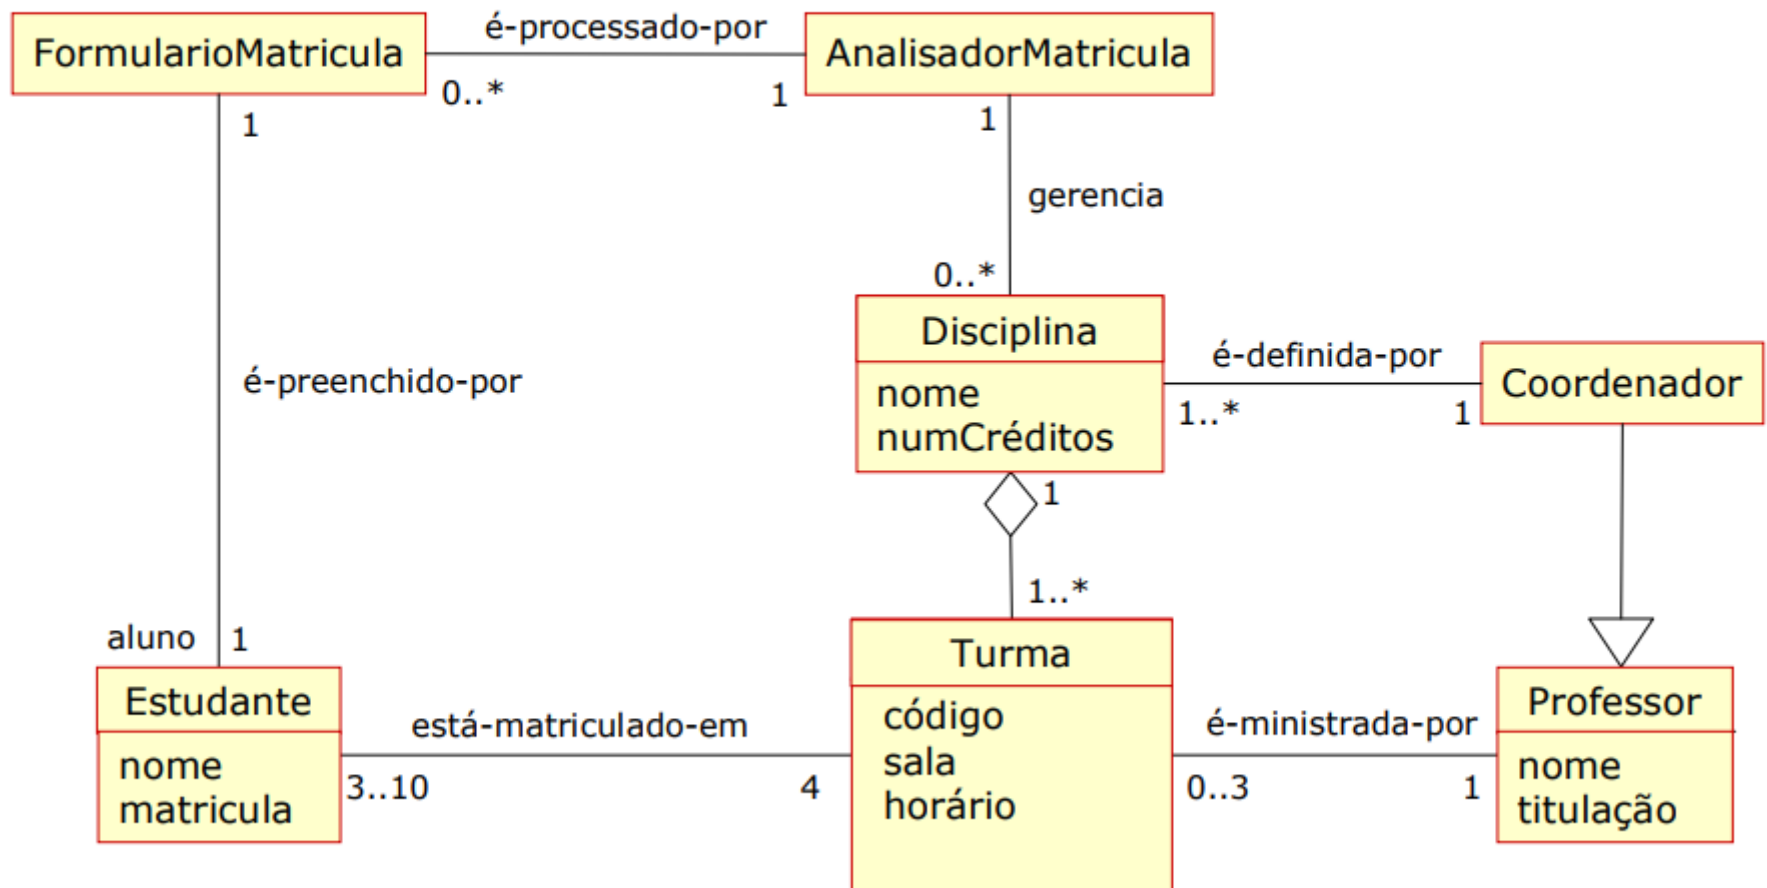 é-processado-por
FormularioMatricula
AnalisadorMatricula
0..*
1
1
1
gerencia
0..*
Disciplina
nome
numCréditos
é-definida-por
1..*
1
Coordenador
é-preenchido-por
1
1..*
aluno
1
Estudante
nome
matricula
está-matriculado-em
3..10
4
Turma
código
sala
horário
é-ministrada-por
0..3
1
Professor
nome
titulação